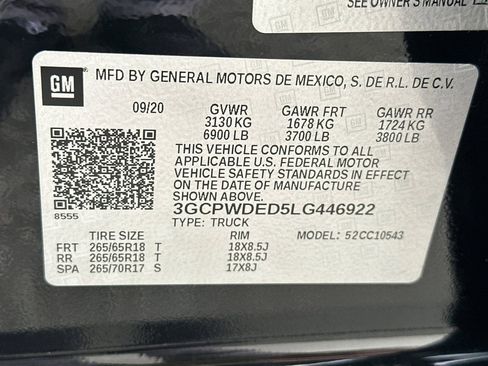 SEE OWNER'S MANUAL
GM
MFD BY GENERAL MOTORS DE MEXICO, S. DE R.L. DE C.V.
09/20 GVWR GAWR FRT GAWR RR
3130 KG 1678 KG 1724 KG
6900 LB 3700 LB 3800 LB
THIS VEHICLE CONFORMS TO ALL
APPLICABLE U.S. FEDERAL MOTOR
VEHICLE SAFETY STANDARDS IN EFFECT
ON THE DATE OF MANUFACTURE
SHOWN ABOVE.
8555 3GCPWDED5LG446922
TYPE: TRUCK MODEL: 52CC10543
TIRE SIZE RIM
FRT 265/65R18 T 18X8.5J
RR 265/65R18 T 18X8.5J
SPA 265/70R17 S 17X8J